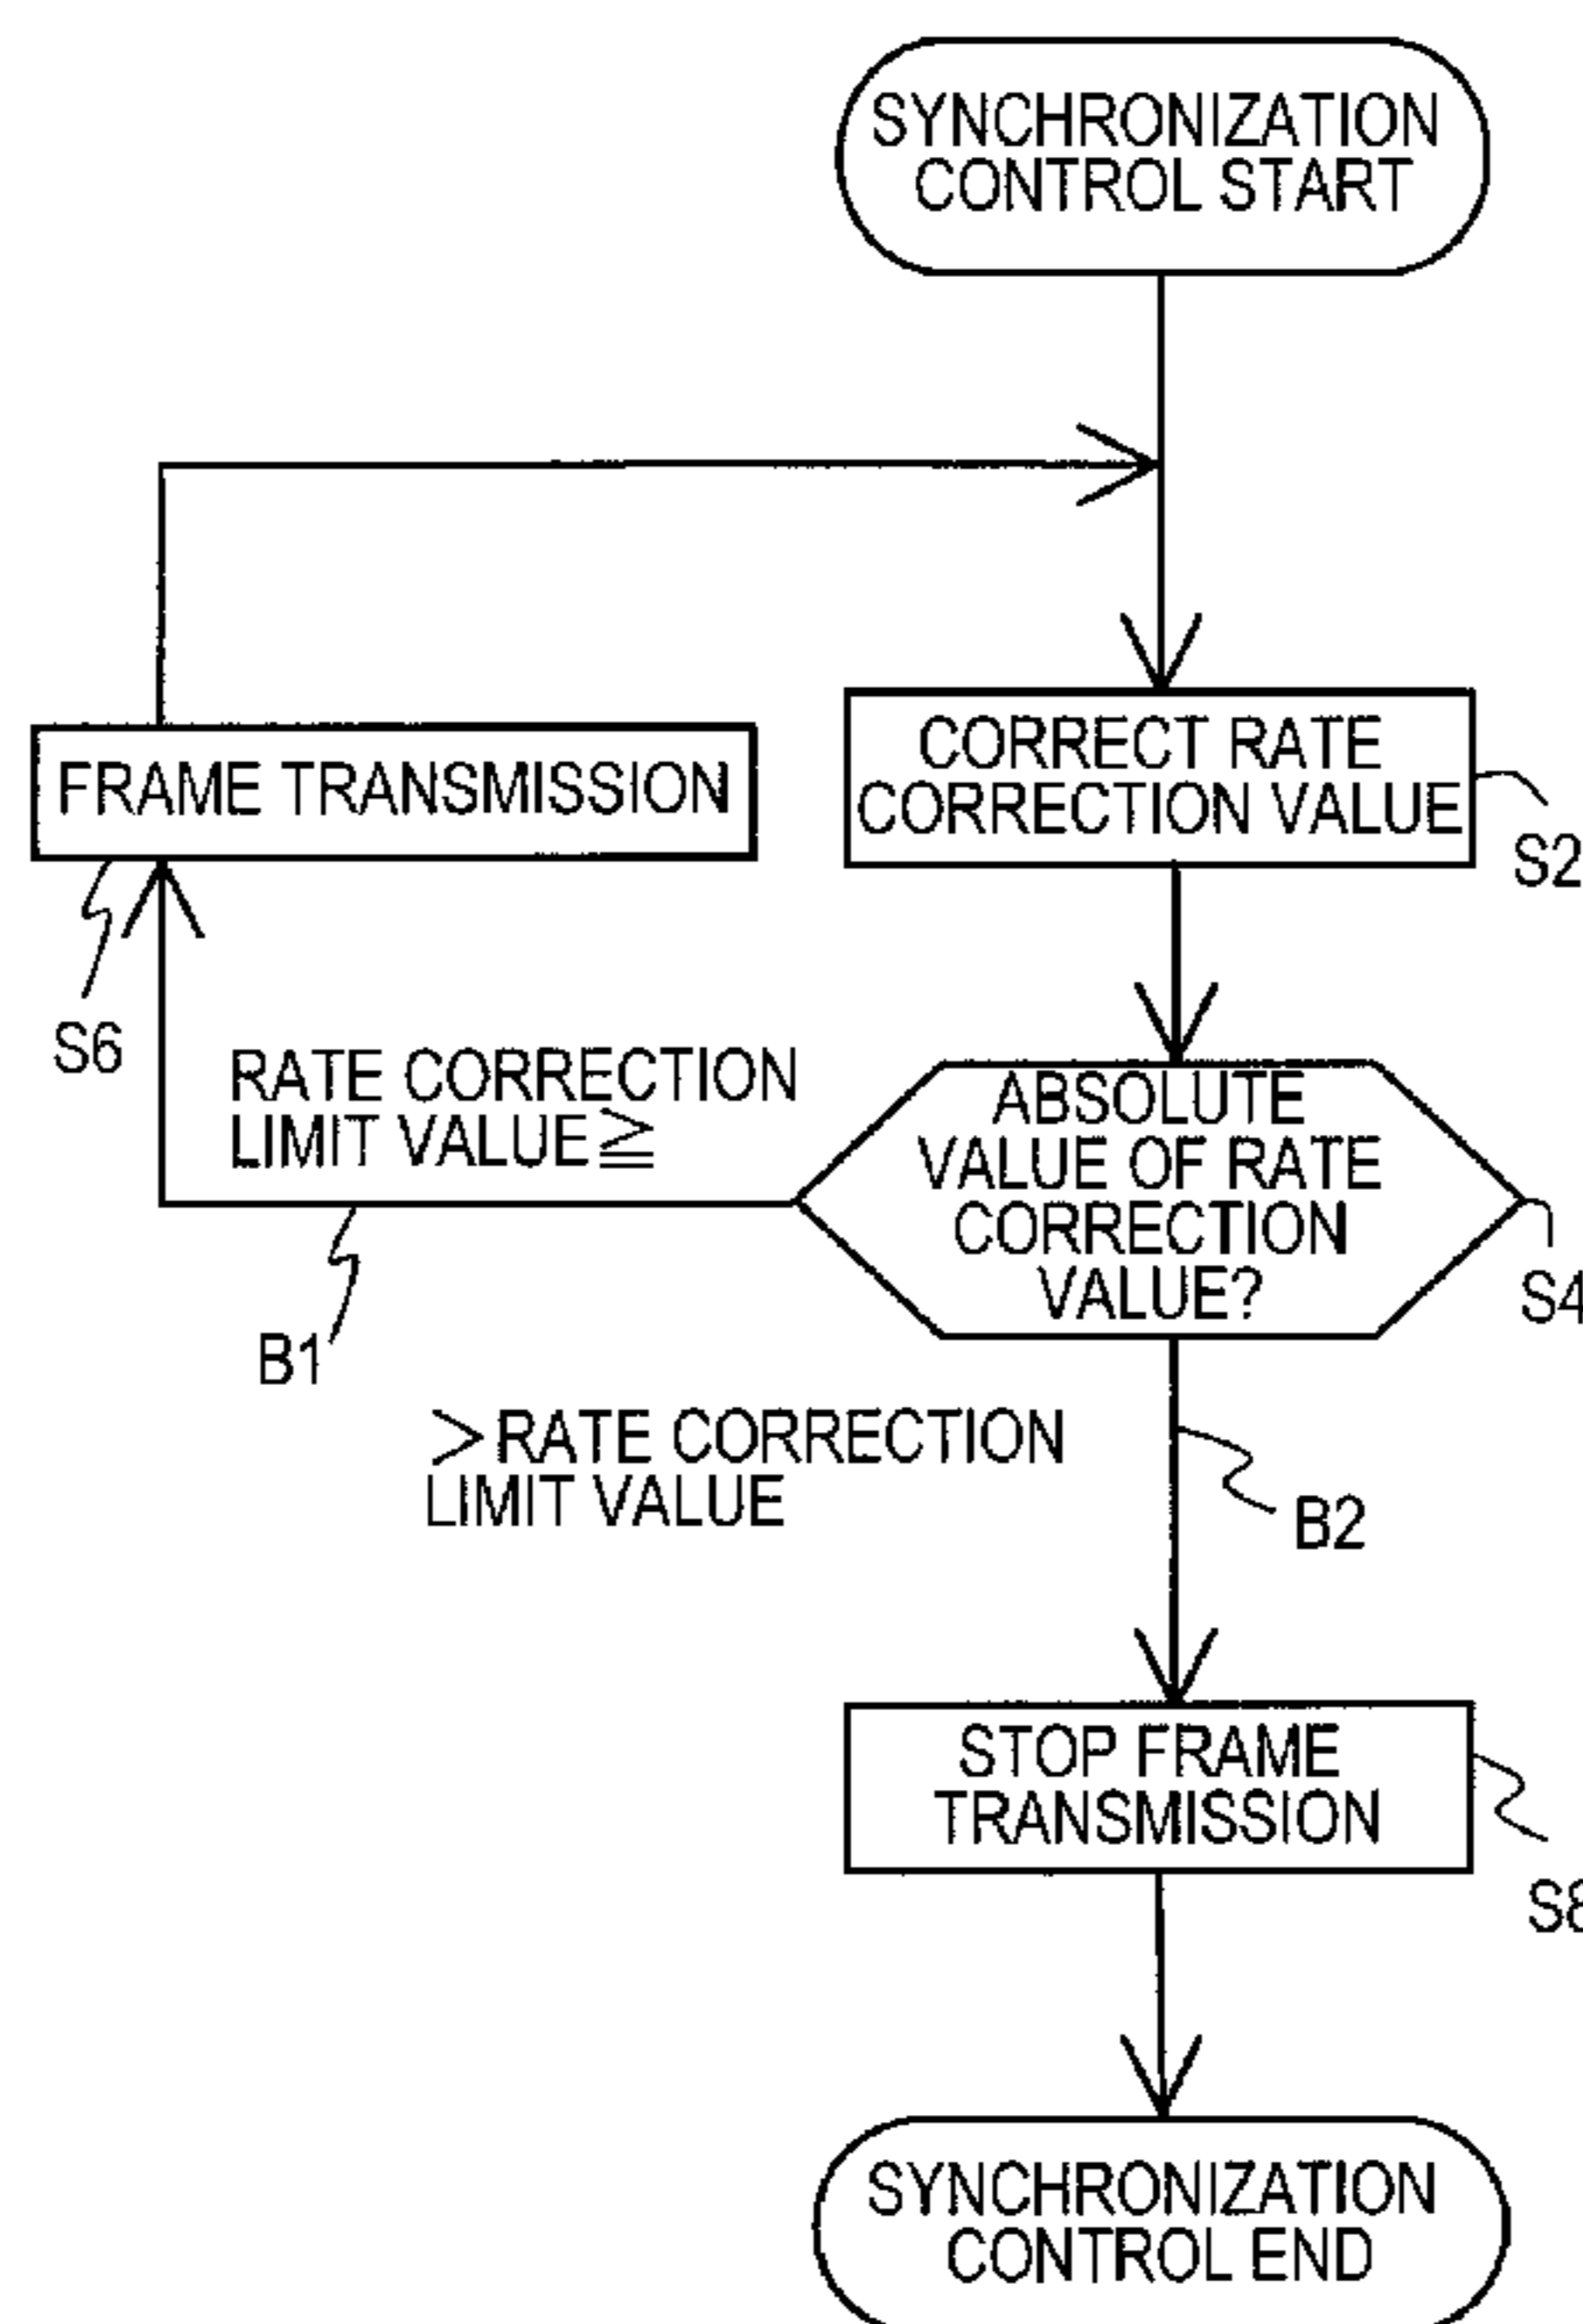 SYNCHRONIZATION
CONTROL START
CORRECT RATE
CORRECTION VALUE
S2
FRAME TRANSMISSION
S6
RATE CORRECTION
LIMIT VALUE≧
ABSOLUTE
VALUE OF RATE
CORRECTION
VALUE?
S4
B1
>RATE CORRECTION
LIMIT VALUE
B2
STOP FRAME
TRANSMISSION
S8
SYNCHRONIZATION
CONTROL END